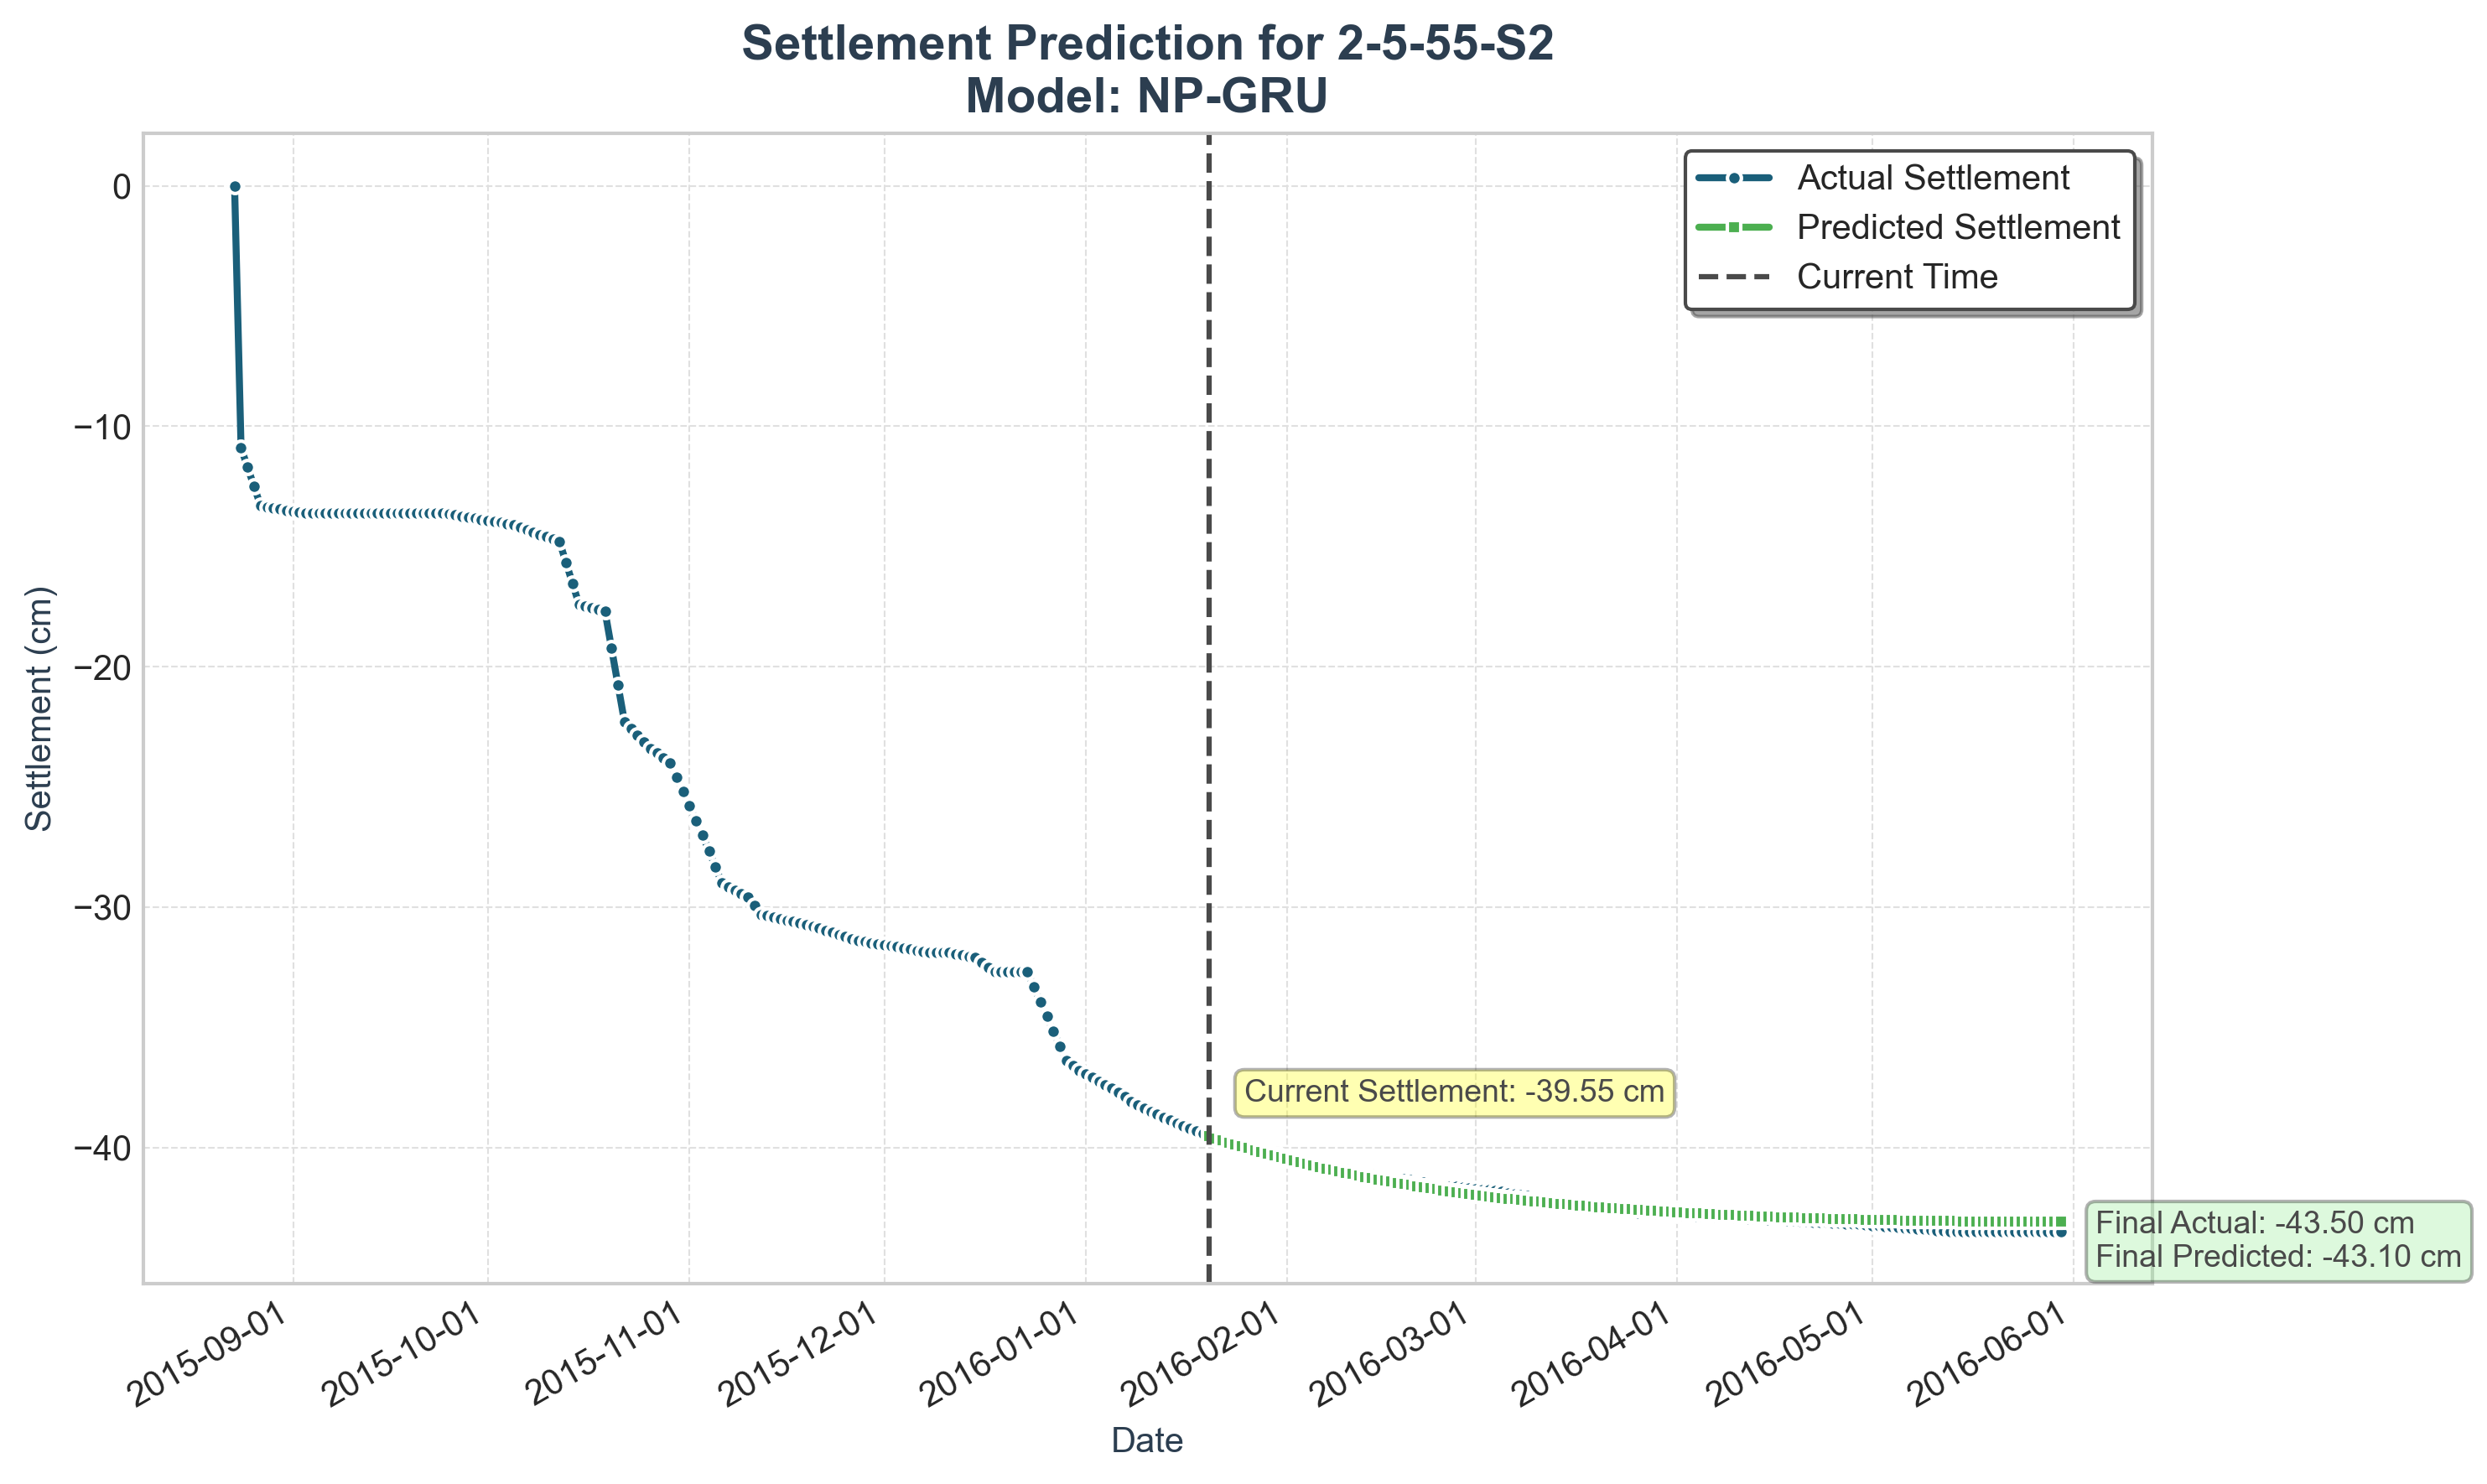 Settlement Prediction for 2-5-55-S2
Model: NP-GRU
Actual Settlement
Predicted Settlement
Current Time
0
−10
−20
−30
−40
Settlement (cm)
Current Settlement: -39.55 cm
Final Actual: -43.50 cm
Final Predicted: -43.10 cm
2015-09-01
2015-10-01
2015-11-01
2015-12-01
2016-01-01
2016-02-01
2016-03-01
2016-04-01
2016-05-01
2016-06-01
Date